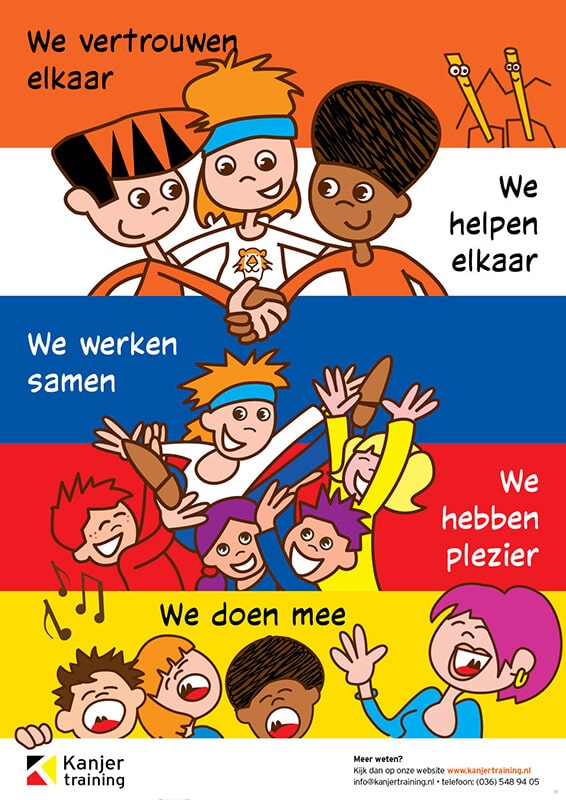 We vertrouwen
elkaar
We
helpen
elkaar
We werken
samen
We
hebben
plezier
We doen mee
Kanjer
training
Meer weten?
Kijk dan op onze website www.kanjertraining.nl
info@kanjertraining.nl • telefoon: (036) 548 94 05